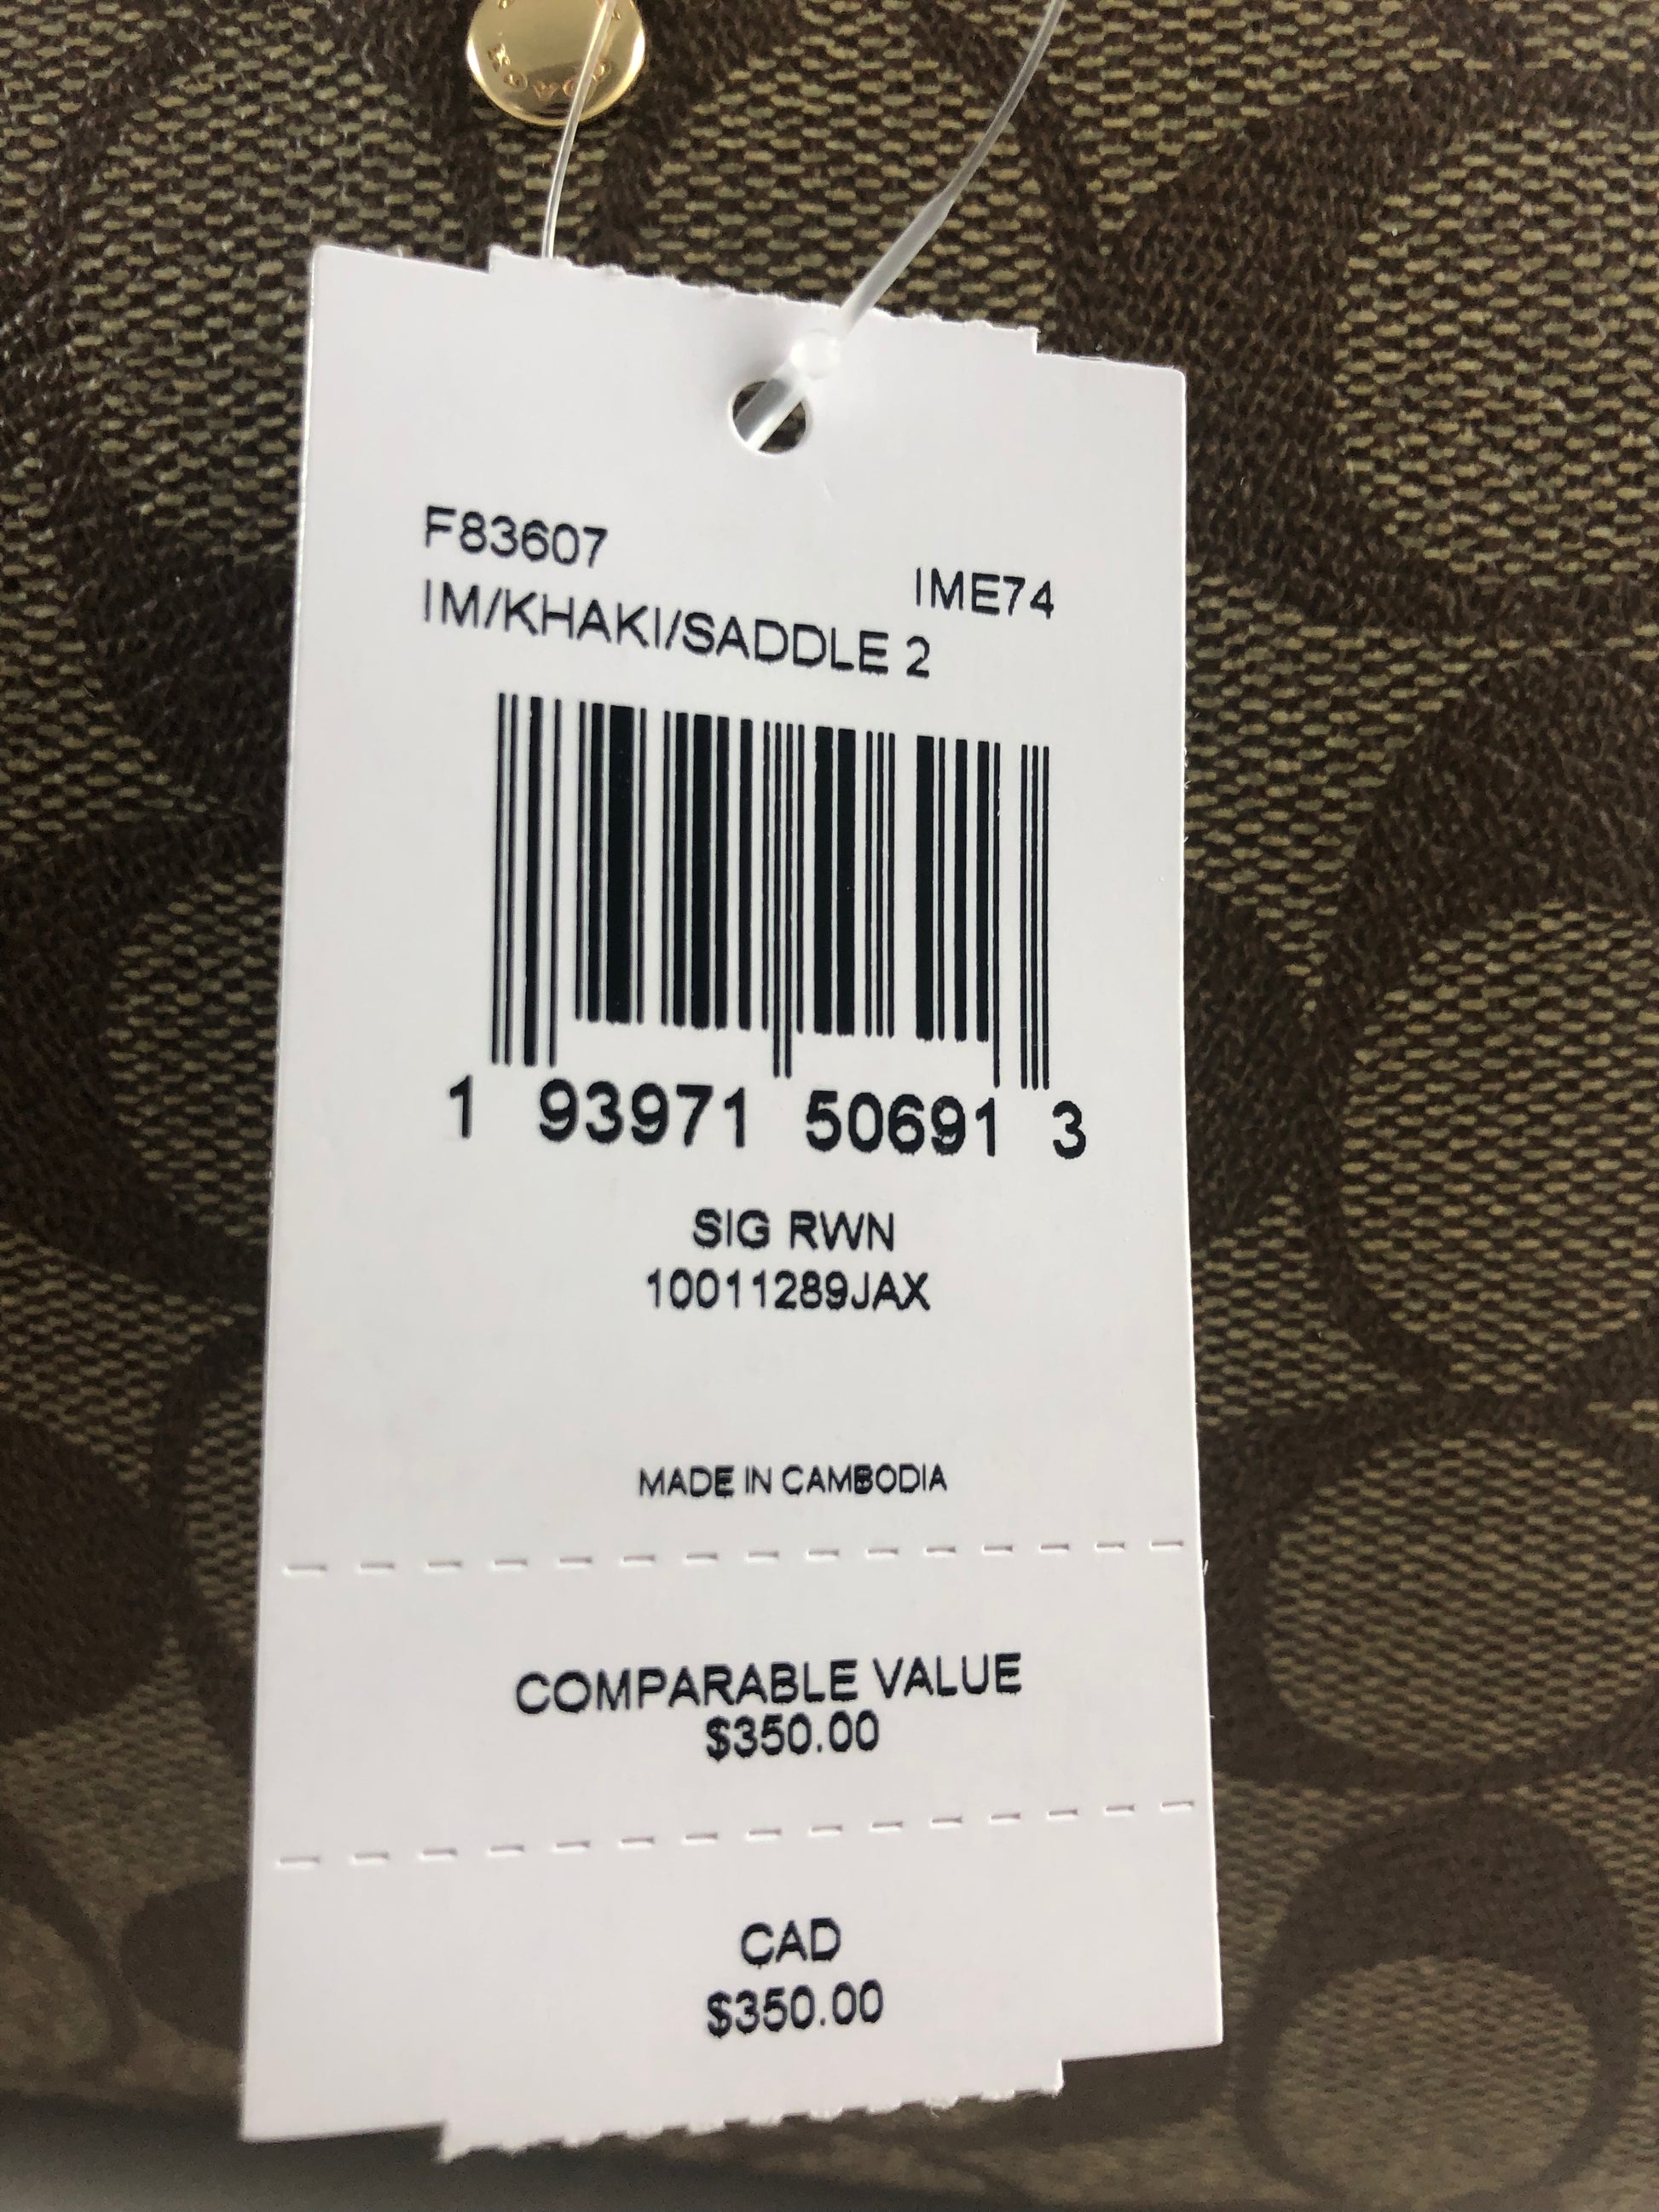 F83607
IME74
IM/KHAKI/SADDLE 2
1 93971 50691 3
SIG RWN
10011289JAX
MADE IN CAMBODIA
COMPARABLE VALUE
$350.00
CAD
$350.00